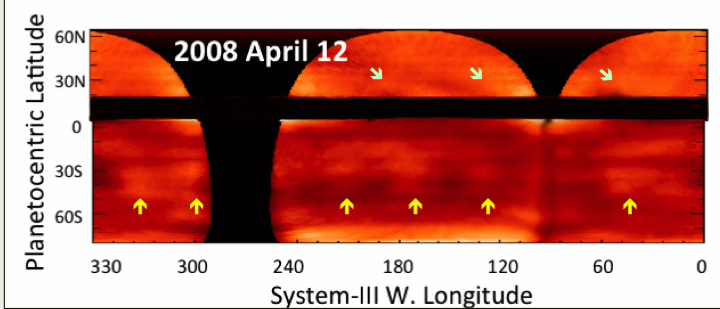 2008 April 12
Planetocentric Latitude
60N
30N
0
30S
60S
330 300 240 180 120 60 0
System-III W. Longitude